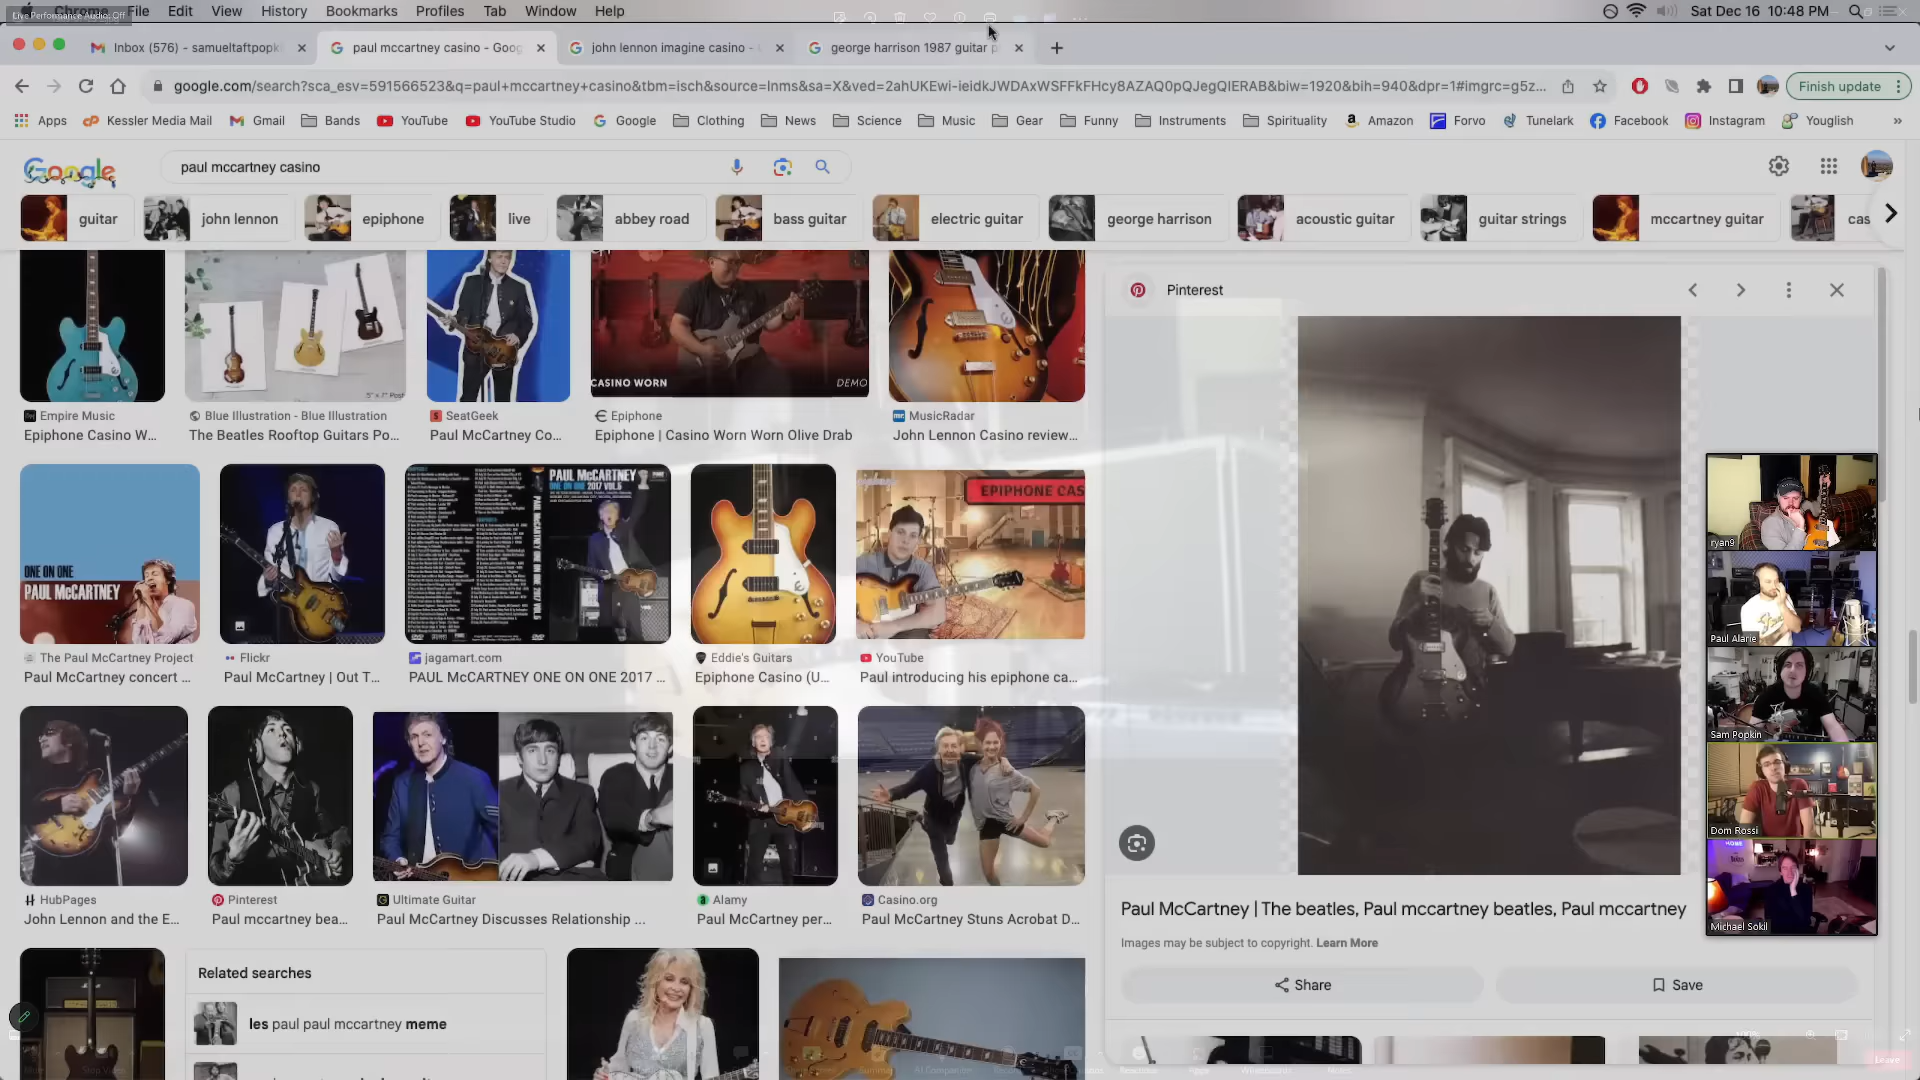 Live Performance Audio: Off
Chrome File Edit View History Bookmarks Profiles Tab Window Help
Sat Dec 16 10:48 PM
Inbox (576) - samueltaftpopk
paul mccartney casino - Goog
john lennon imagine casino -
george harrison 1987 guitar p
google.com/search?sca_esv=591566523&q=paul+mccartney+casino&tbm=isch&source=lnms&sa=X&ved=2ahUKEwi-ieidkJWDAxWSFFkFHcy8AZAQ0pQJegQIERAB&biw=1920&bih=940&dpr=1#imgrc=g5z...
Finish update
Apps Kessler Media Mail Gmail Bands YouTube YouTube Studio Google Clothing News Science Music Gear Funny Instruments Spirituality Amazon Forvo Tunelark Facebook Instagram Youglish »
Google
paul mccartney casino
guitar john lennon epiphone live abbey road bass guitar electric guitar george harrison acoustic guitar guitar strings mccartney guitar cas
CASINO WORN DEMO
Empire Music
Epiphone Casino W...
Blue Illustration - Blue Illustration
The Beatles Rooftop Guitars Po...
SeatGeek
Paul McCartney Co...
Epiphone
Epiphone | Casino Worn Worn Olive Drab
MusicRadar
John Lennon Casino review...
ONE ON ONE
PAUL McCARTNEY
PAUL McCARTNEY
ONE ON ONE 2017 VOL.5
EPIPHONE CAS
The Paul McCartney Project
Paul McCartney concert ...
Flickr
Paul McCartney | Out T...
jagamart.com
PAUL MCCARTNEY ONE ON ONE 2017 ...
Eddie's Guitars
Epiphone Casino (U...
YouTube
Paul introducing his epiphone ca...
HubPages
John Lennon and the E...
Pinterest
Paul mccartney bea...
Ultimate Guitar
Paul McCartney Discusses Relationship ...
Alamy
Paul McCartney per...
Casino.org
Paul McCartney Stuns Acrobat D...
Related searches
les paul paul mccartney meme
Pinterest
Paul McCartney | The beatles, Paul mccartney beatles, Paul mccartney
Images may be subject to copyright. Learn More
Share
Save
ryan9
Paul Alarie
Sam Popkin
Dom Rossi
Michael Sokil
Leave